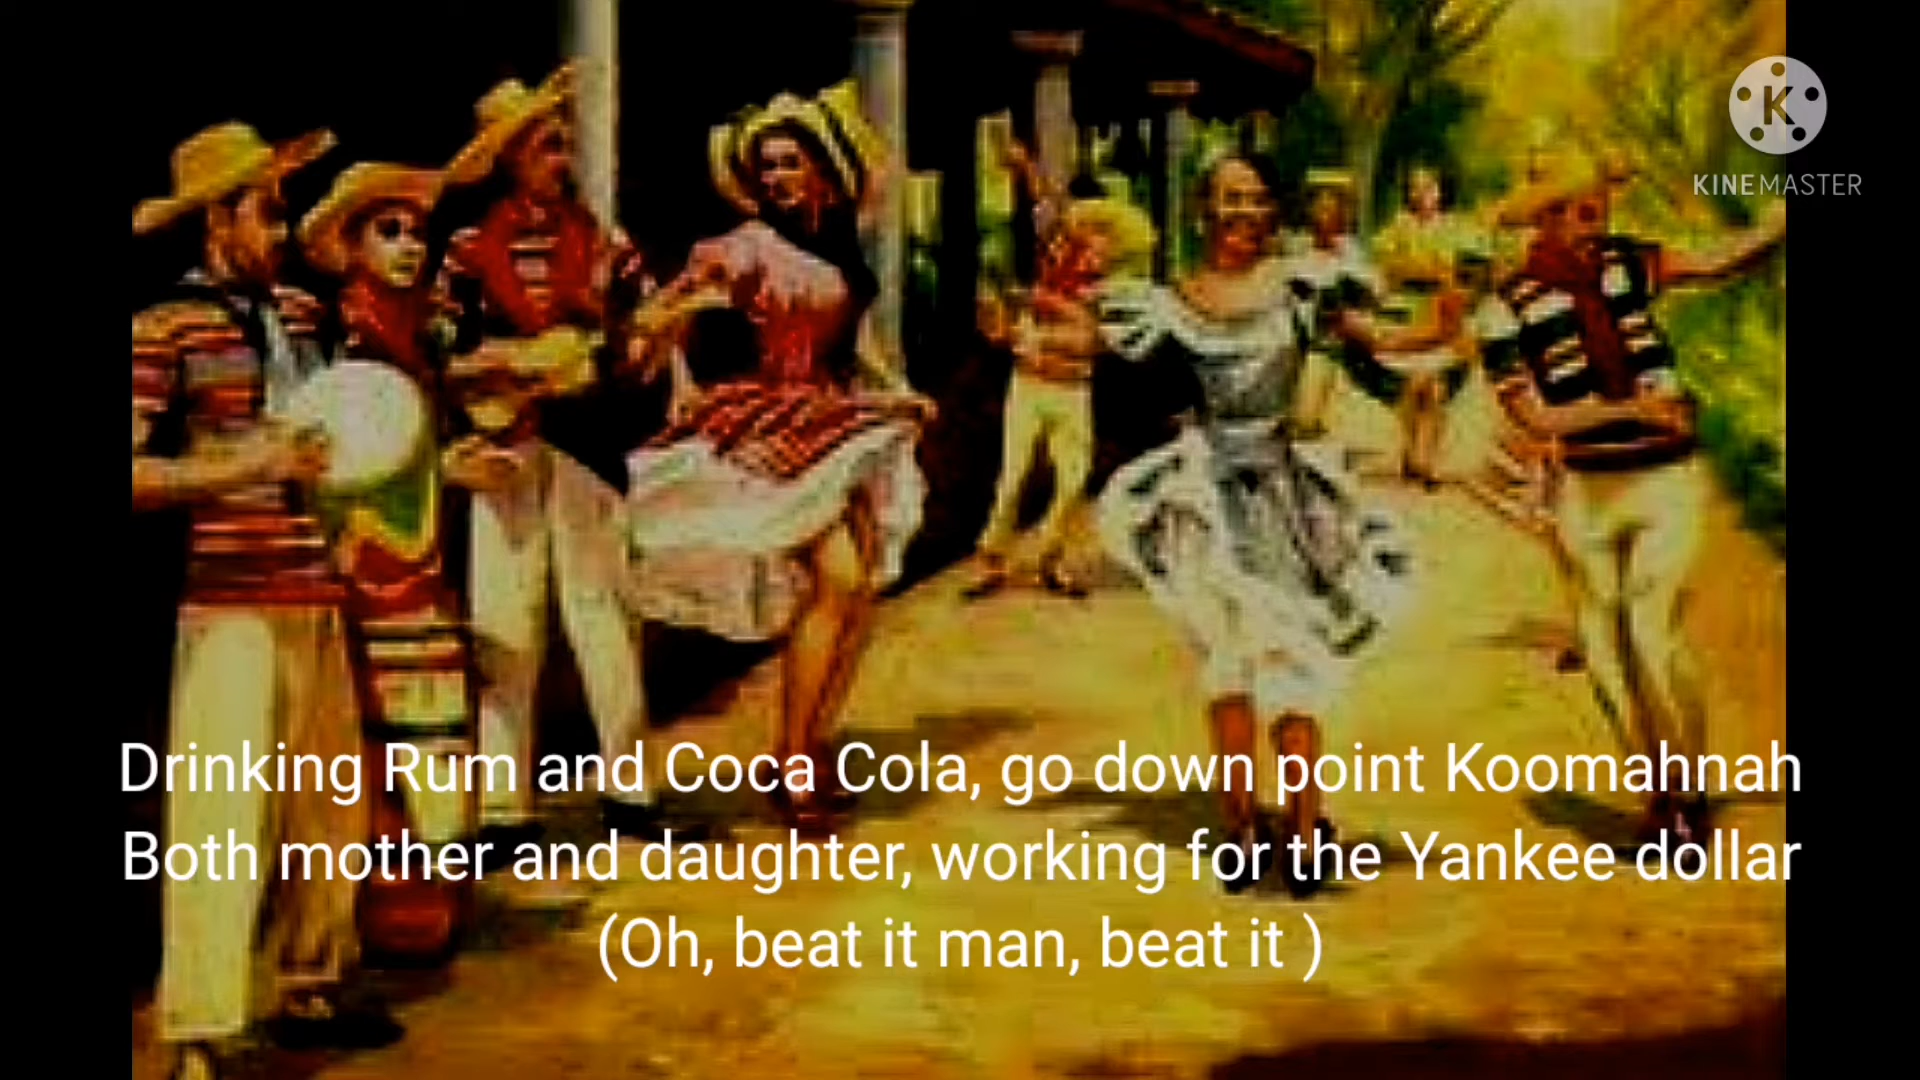 K
KINEMASTER
Drinking Rum and Coca Cola, go down point Koomahnah
Both mother and daughter, working for the Yankee dollar
(Oh, beat it man, beat it )